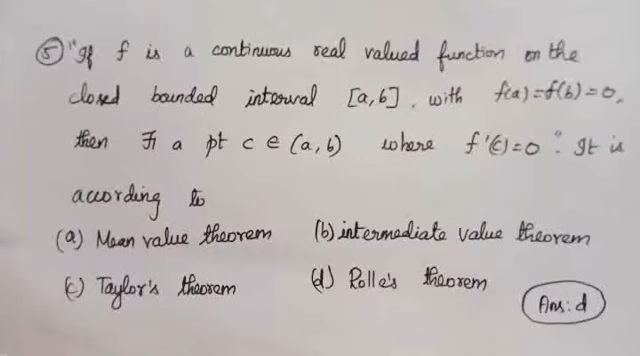 ⑤ "If f is a continuous real valued function on the
closed bounded interval [a,b], with f(a)=f(b)=0,
then ∃ a pt c ∈ (a,b) where f'(c)=0". It is
according to
(a) Mean value theorem (b) intermediate value theorem
(c) Taylor's theorem (d) Rolle's theorem
Ans: d